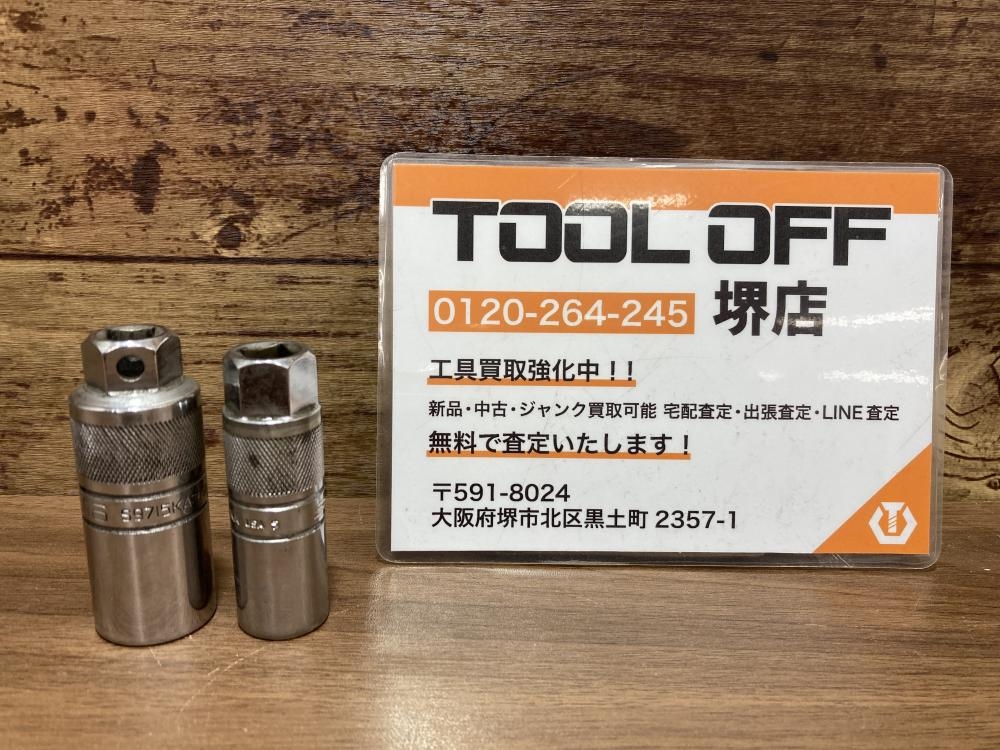 TOOL OFF
0120-264-245 堺店
工具買取強化中！！
新品・中古・ジャンク買取可能 宅配査定・出張査定・LINE査定
無料で査定いたします！
〒591-8024
大阪府堺市北区黒土町 2357-1
USA